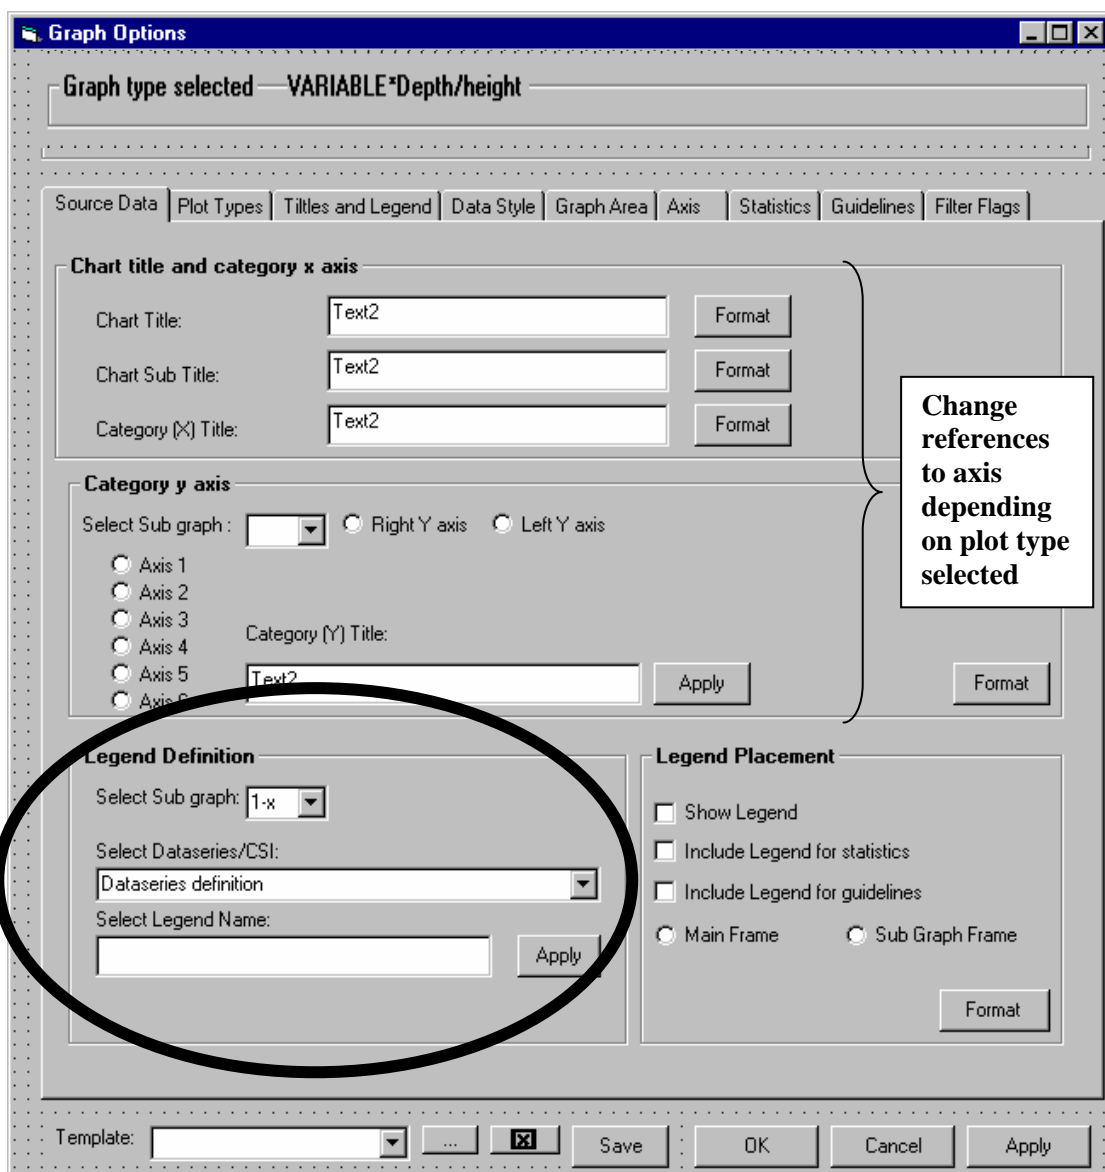 Graph Options
Graph type selected VARIABLE*Depth/height
Source Data Plot Types Tiltles and Legend Data Style Graph Area Axis Statistics Guidelines Filter Flags
Chart title and category x axis
Chart Title: Text2 Format
Chart Sub Title: Text2 Format
Category (X) Title: Text2 Format
Change
references
to axis
depending
on plot type
selected
Category y axis
Select Sub graph : Right Y axis Left Y axis
Axis 1
Axis 2
Axis 3
Axis 4
Category (Y) Title:
Axis 5 Text2 Apply Format
Axis
Legend Definition
Select Sub graph: 1-x
Select Dataseries/CSI:
Dataseries definition
Select Legend Name:
Apply
Legend Placement
Show Legend
Include Legend for statistics
Include Legend for guidelines
Main Frame Sub Graph Frame
Format
Template: ... Save OK Cancel Apply